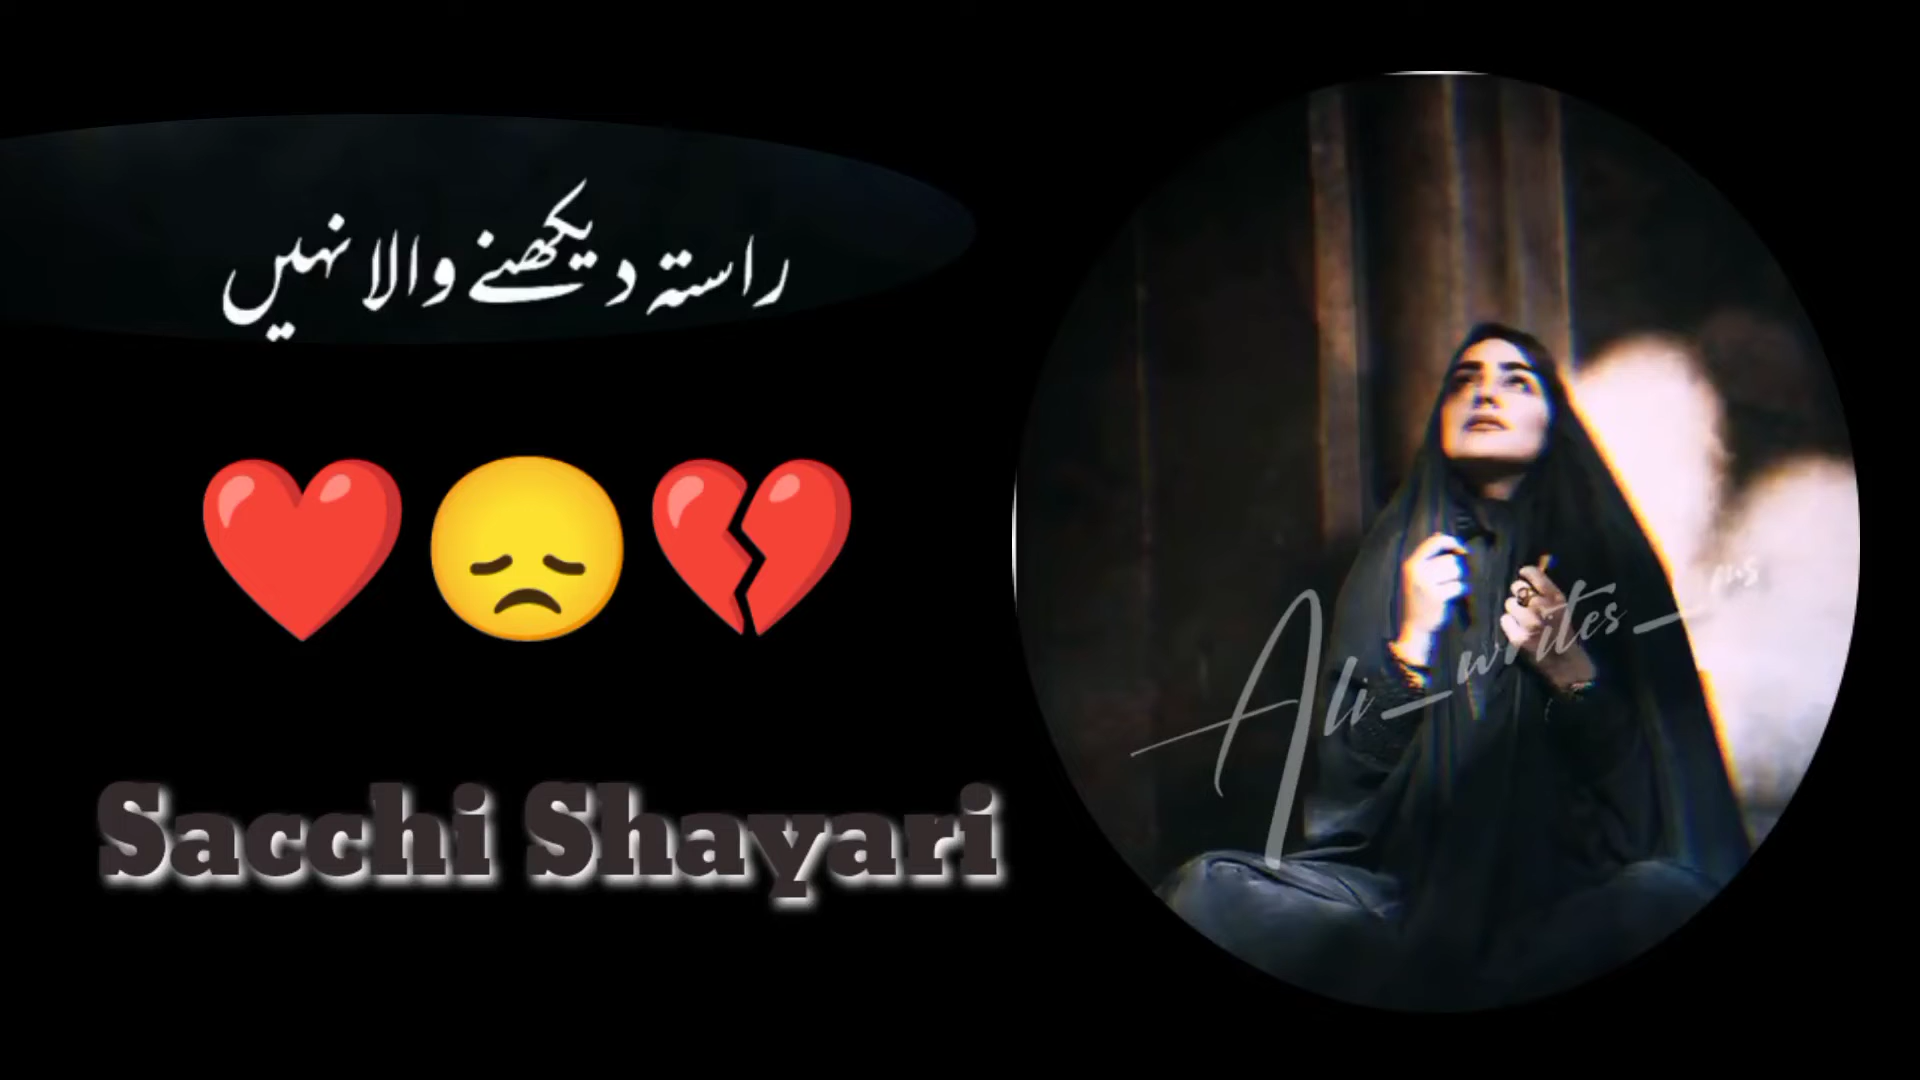 راستہ دیکھنے والا نہیں
Sacchi Shayari
Ali_writes_